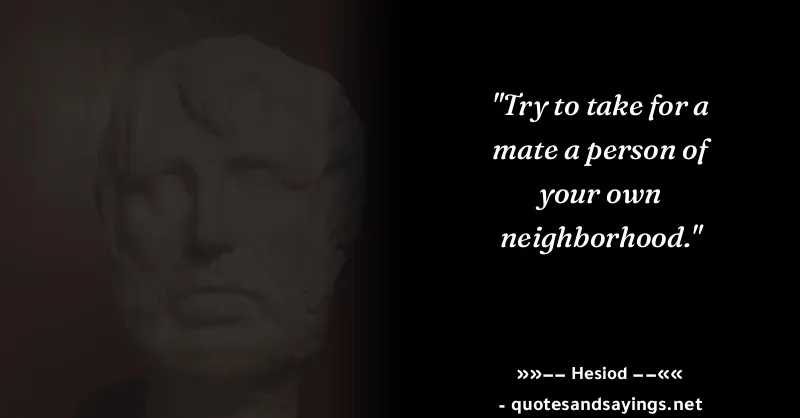 "Try to take for a
mate a person of
your own
neighborhood."
»»−− Hesiod −−««
- quotesandsayings.net